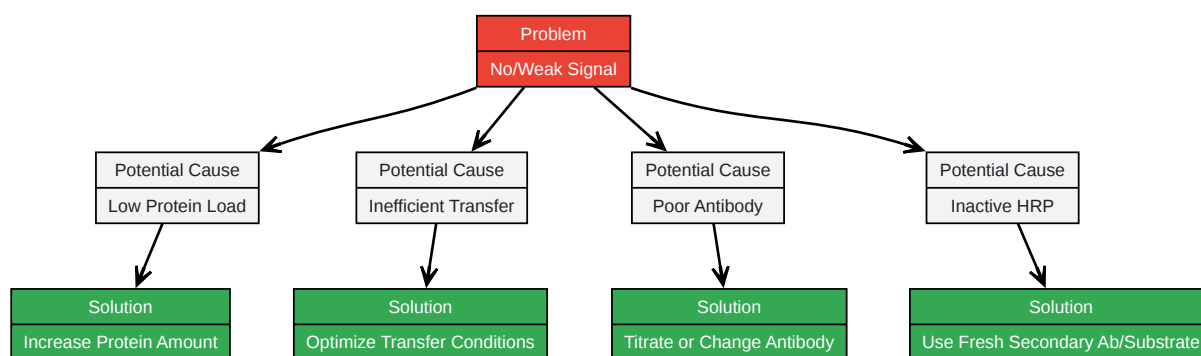 Problem
No/Weak Signal
Potential Cause
Low Protein Load
Potential Cause
Inefficient Transfer
Potential Cause
Poor Antibody
Potential Cause
Inactive HRP
Solution
Increase Protein Amount
Solution
Optimize Transfer Conditions
Solution
Titrate or Change Antibody
Solution
Use Fresh Secondary Ab/Substrate